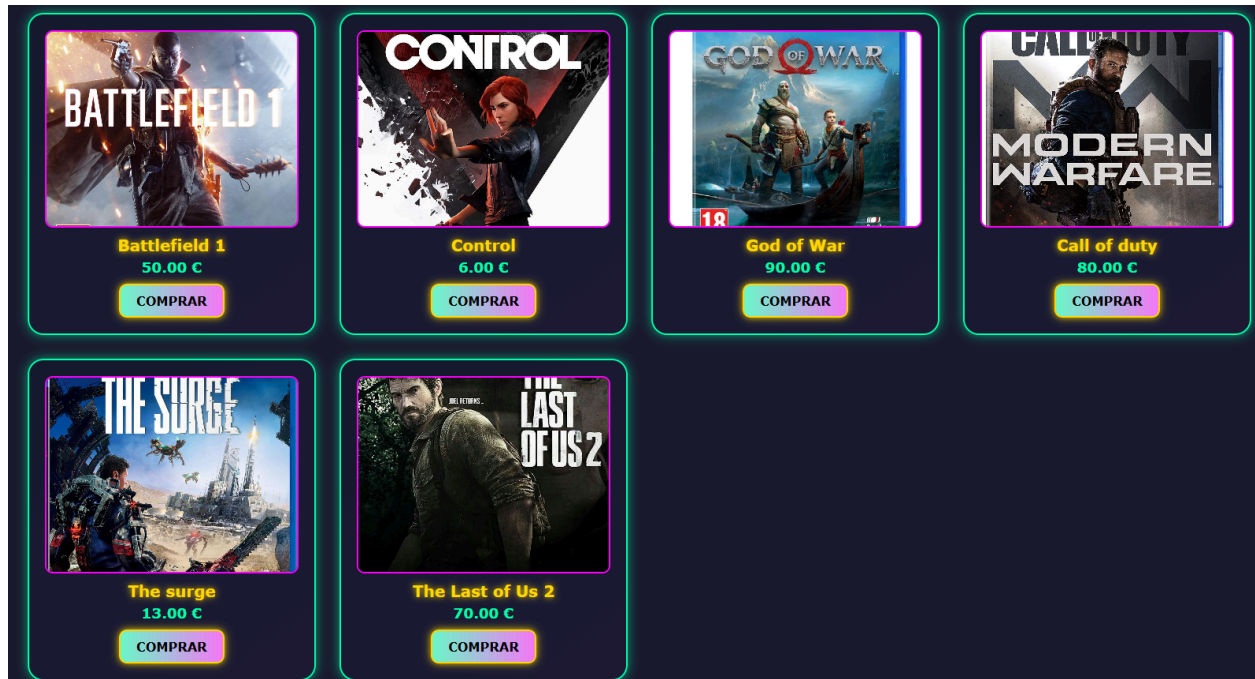 BATTLEFIELD 1
Battlefield 1
50.00 €
COMPRAR
CONTROL
Control
6.00 €
COMPRAR
GOD OF WAR
18
God of War
90.00 €
COMPRAR
CALL OF DUTY
MODERN
WARFARE
Call of duty
80.00 €
COMPRAR
THE SURGE
The surge
13.00 €
COMPRAR
JOEL RETURNS...
THE
LAST
OF US 2
The Last of Us 2
70.00 €
COMPRAR